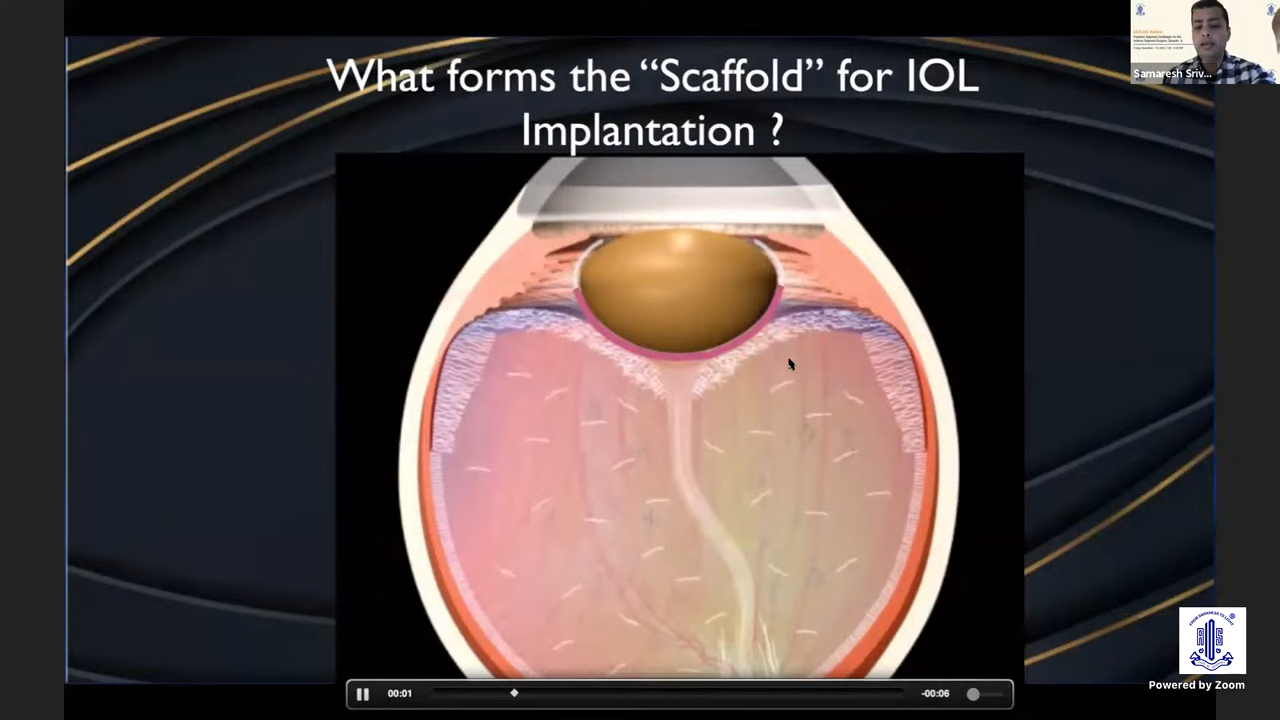 What forms the “Scaffold” for IOL
Implantation ?
Samaresh Sriv...
00:01
-00:06
Powered by Zoom